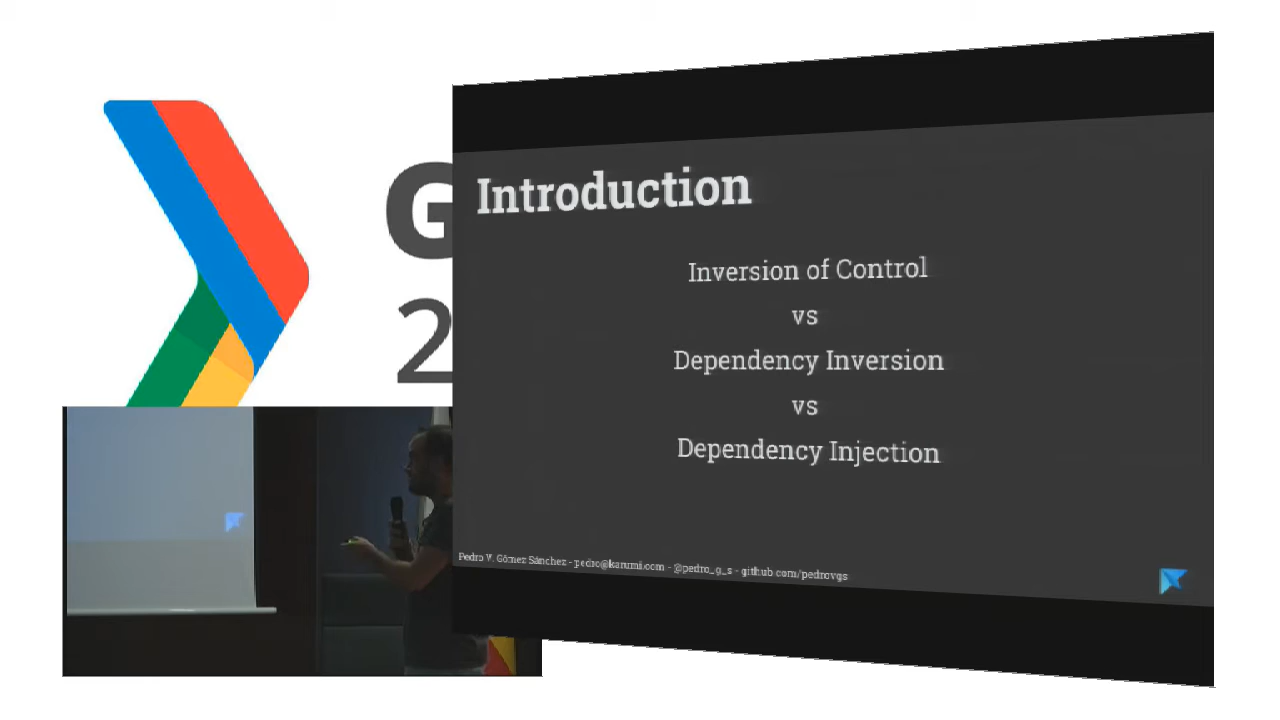 G
2
Introduction
Inversion of Control
vs
Dependency Inversion
vs
Dependency Injection
Pedro V. Gómez Sánchez - pedro@karumi.com - @pedro_g_s - github.com/pedrovgs